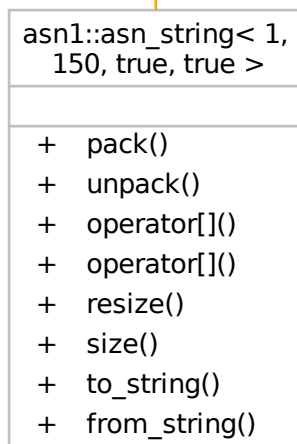 asn1::asn_string< 1,
150, true, true >
+ pack()
+ unpack()
+ operator[]()
+ operator[]()
+ resize()
+ size()
+ to_string()
+ from_string()